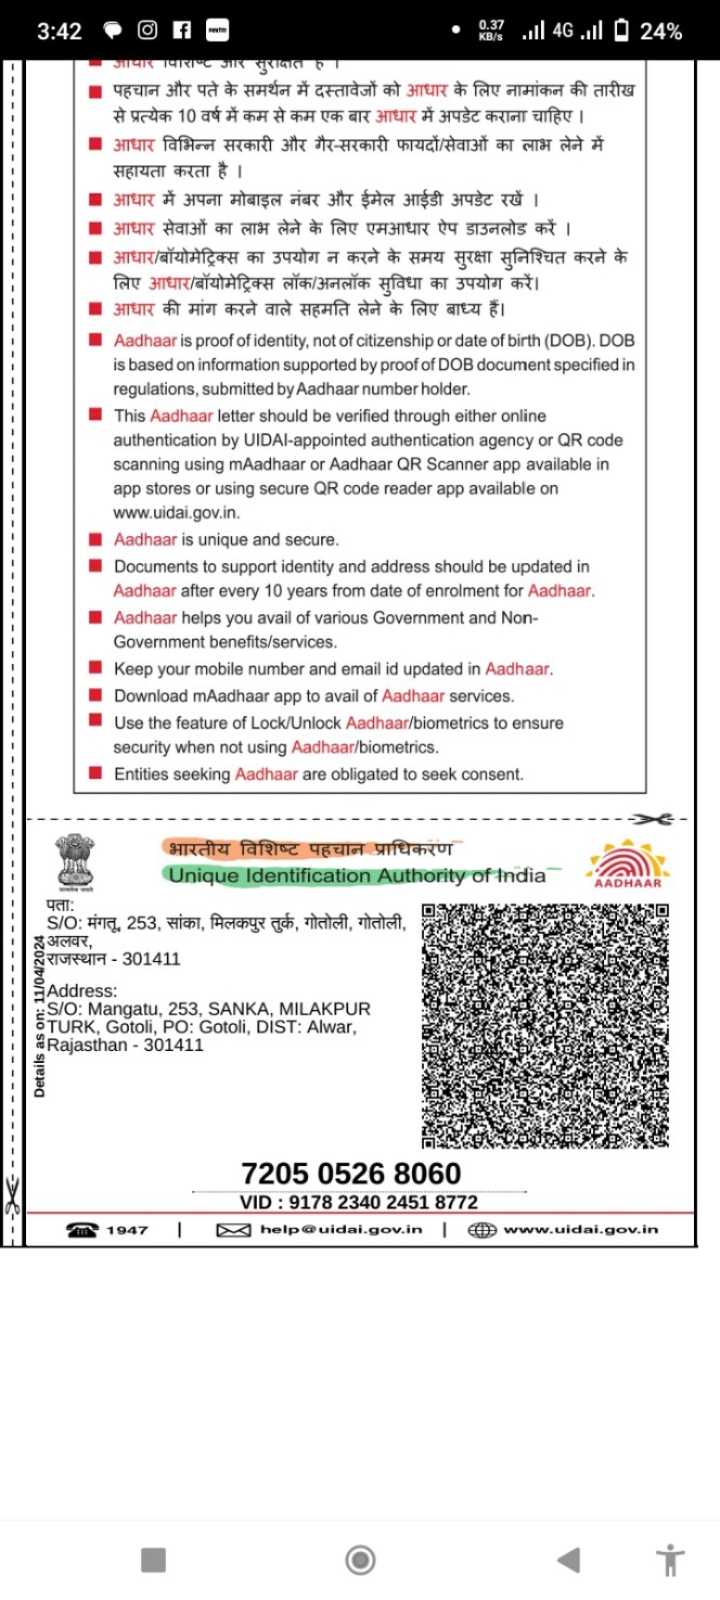 3:42
0.37 KB/s 4G 24%
आधार विशिष्ट और सुरक्षित है ।
पहचान और पते के समर्थन में दस्तावेजों को आधार के लिए नामांकन की तारीख
से प्रत्येक 10 वर्ष में कम से कम एक बार आधार में अपडेट कराना चाहिए ।
आधार विभिन्न सरकारी और गैर-सरकारी फायदों/सेवाओं का लाभ लेने में
सहायता करता है ।
आधार में अपना मोबाइल नंबर और ईमेल आईडी अपडेट रखें ।
आधार सेवाओं का लाभ लेने के लिए एमआधार ऐप डाउनलोड करें ।
आधार/बॉयोमेट्रिक्स का उपयोग न करने के समय सुरक्षा सुनिश्चित करने के
लिए आधार/बॉयोमेट्रिक्स लॉक/अनलॉक सुविधा का उपयोग करें।
आधार की मांग करने वाले सहमति लेने के लिए बाध्य हैं।
Aadhaar is proof of identity, not of citizenship or date of birth (DOB). DOB
is based on information supported by proof of DOB document specified in
regulations, submitted by Aadhaar number holder.
This Aadhaar letter should be verified through either online
authentication by UIDAI-appointed authentication agency or QR code
scanning using mAadhaar or Aadhaar QR Scanner app available in
app stores or using secure QR code reader app available on
www.uidai.gov.in.
Aadhaar is unique and secure.
Documents to support identity and address should be updated in
Aadhaar after every 10 years from date of enrolment for Aadhaar.
Aadhaar helps you avail of various Government and Non-
Government benefits/services.
Keep your mobile number and email id updated in Aadhaar.
Download mAadhaar app to avail of Aadhaar services.
Use the feature of Lock/Unlock Aadhaar/biometrics to ensure
security when not using Aadhaar/biometrics.
Entities seeking Aadhaar are obligated to seek consent.
भारतीय विशिष्ट पहचान प्राधिकरण
Unique Identification Authority of India
AADHAAR
पता:
S/O: मंगतू, 253, सांका, मिलकपुर तुर्क, गोतोली, गोतोली,
अलवर,
राजस्थान - 301411
Address:
S/O: Mangatu, 253, SANKA, MILAKPUR
TURK, Gotoli, PO: Gotoli, DIST: Alwar,
Rajasthan - 301411
Details as on: 11/04/2024
7205 0526 8060
VID : 9178 2340 2451 8772
1947 | help@uidai.gov.in | www.uidai.gov.in